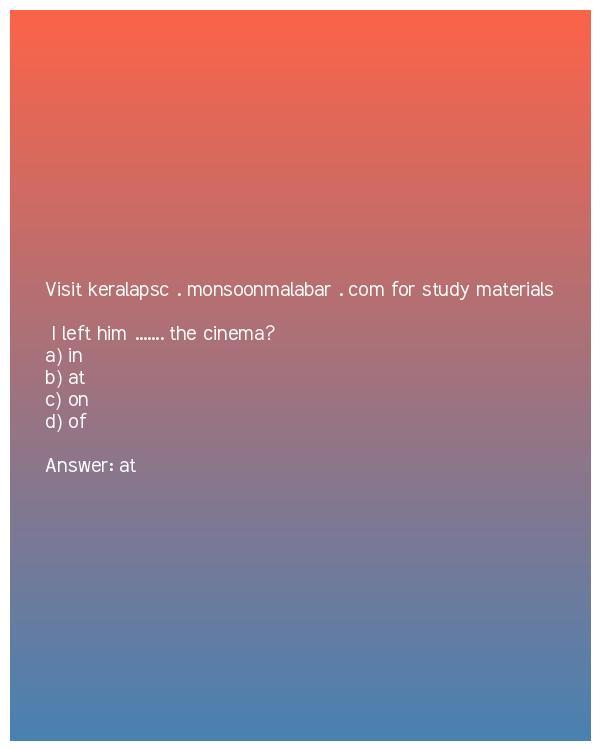 Visit keralapsc . monsoonmalabar . com for study materials
I left him ....... the cinema?
a) in
b) at
c) on
d) of
Answer: at